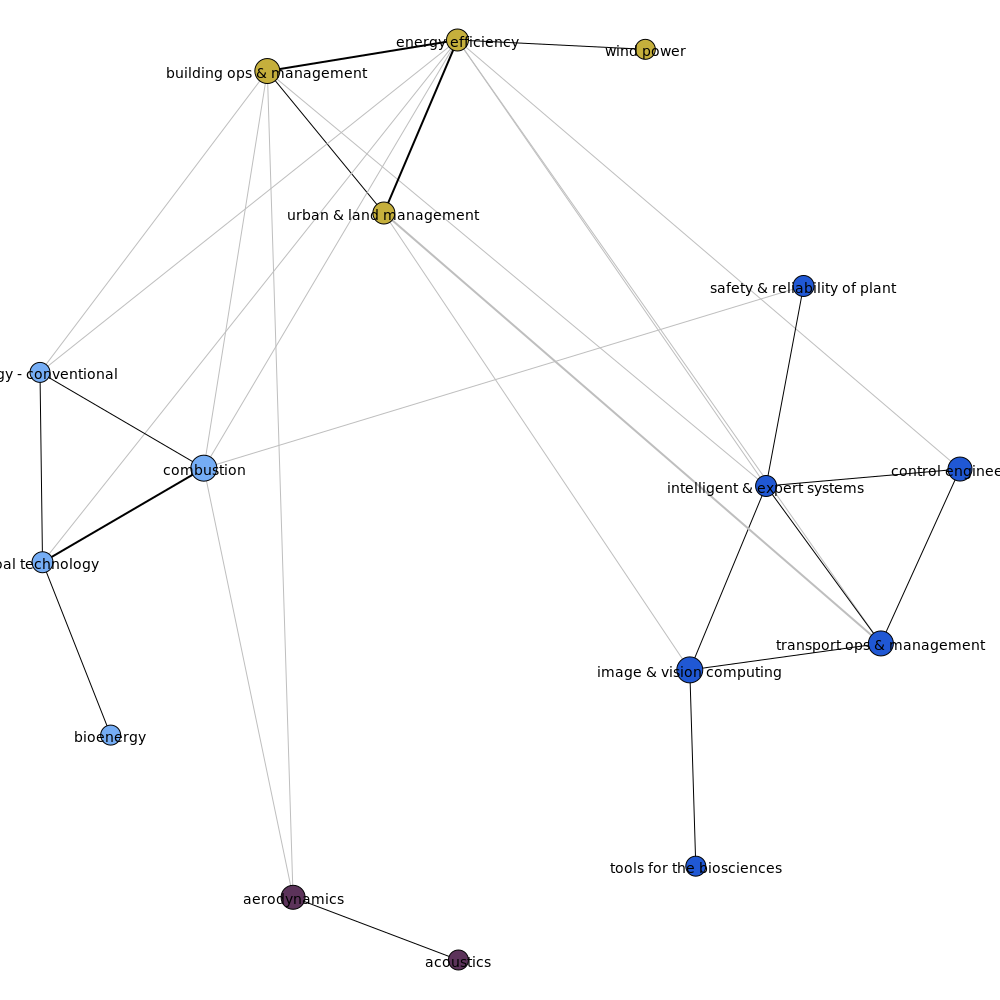 energy efficiency
wind power
building ops & management
urban & land management
safety & reliability of plant
gy - conventional
combustion
control enginee
intelligent & expert systems
oal technology
transport ops & management
image & vision computing
bioenergy
tools for the biosciences
aerodynamics
acoustics